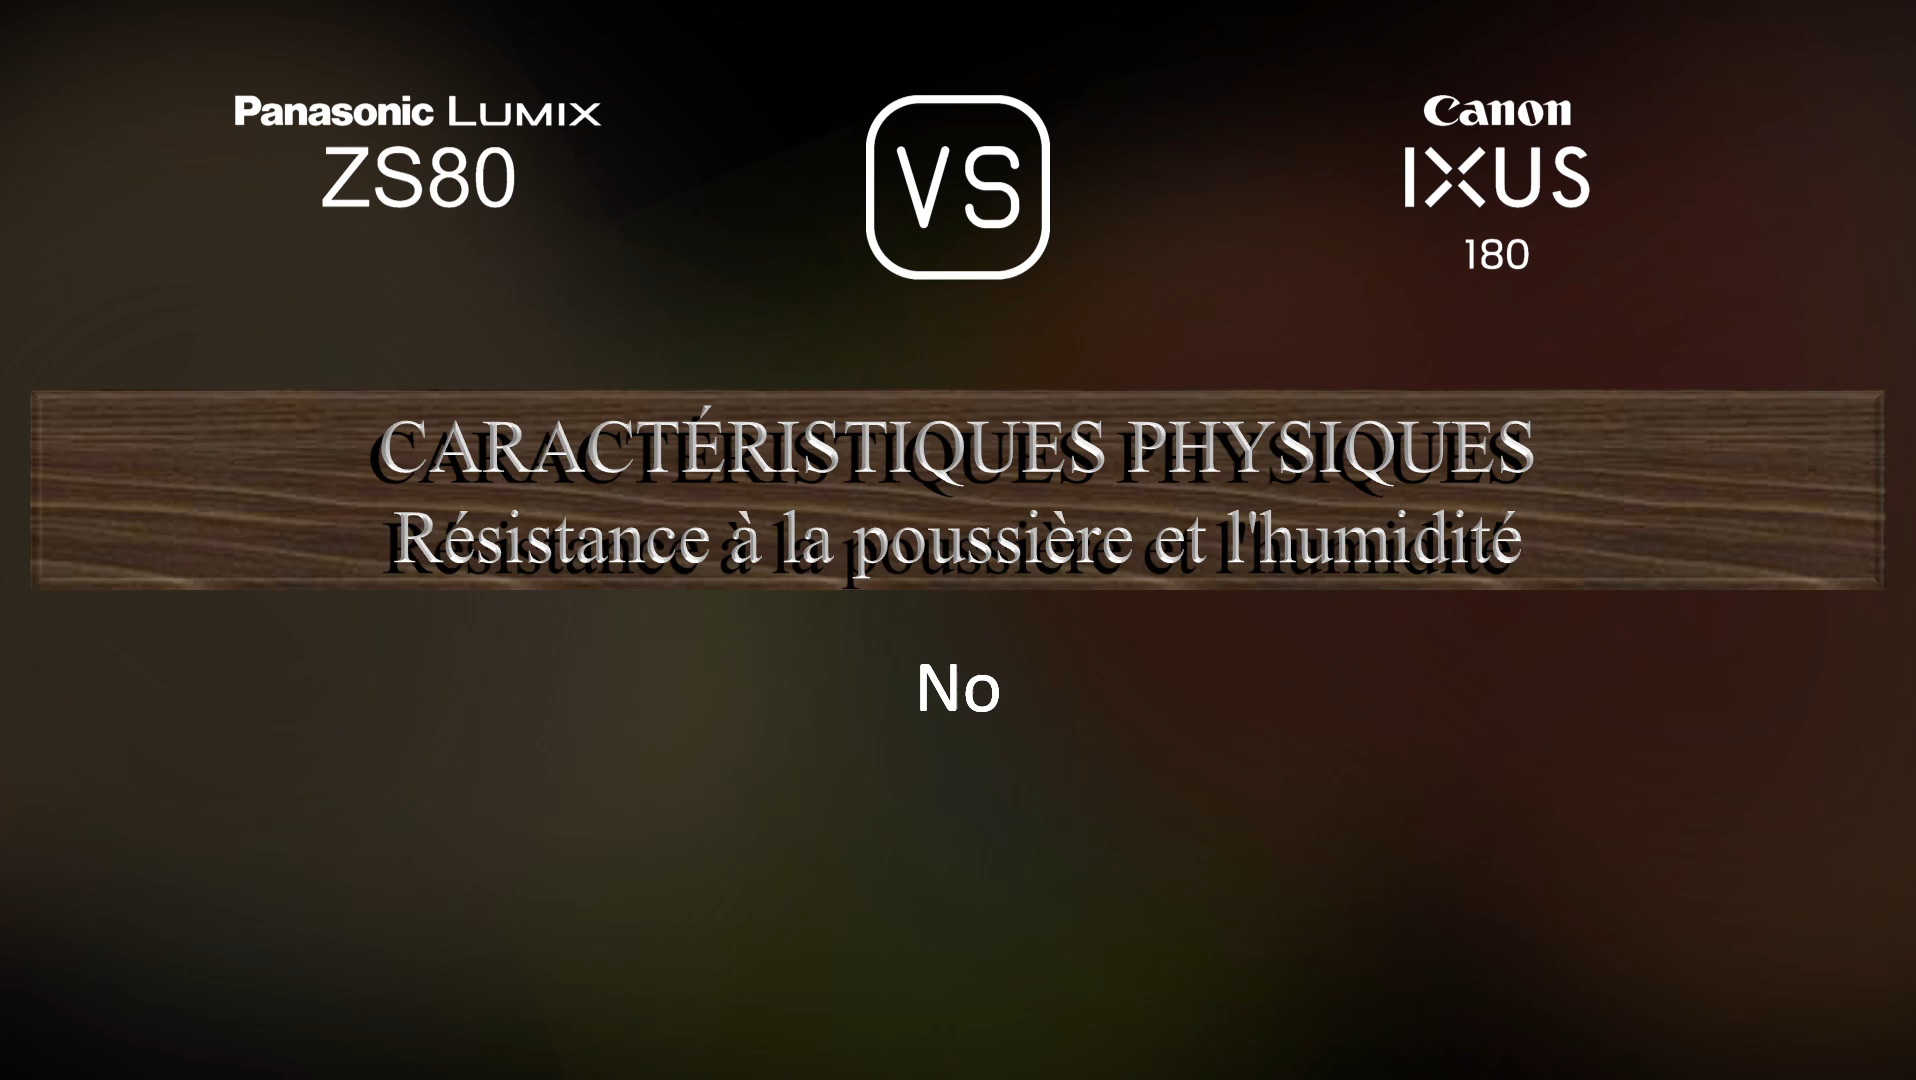 Panasonic LUMIX
ZS80
VS
Canon
IXUS
180
CARACTÉRISTIQUES PHYSIQUES
Résistance à la poussière et l'humidité
No